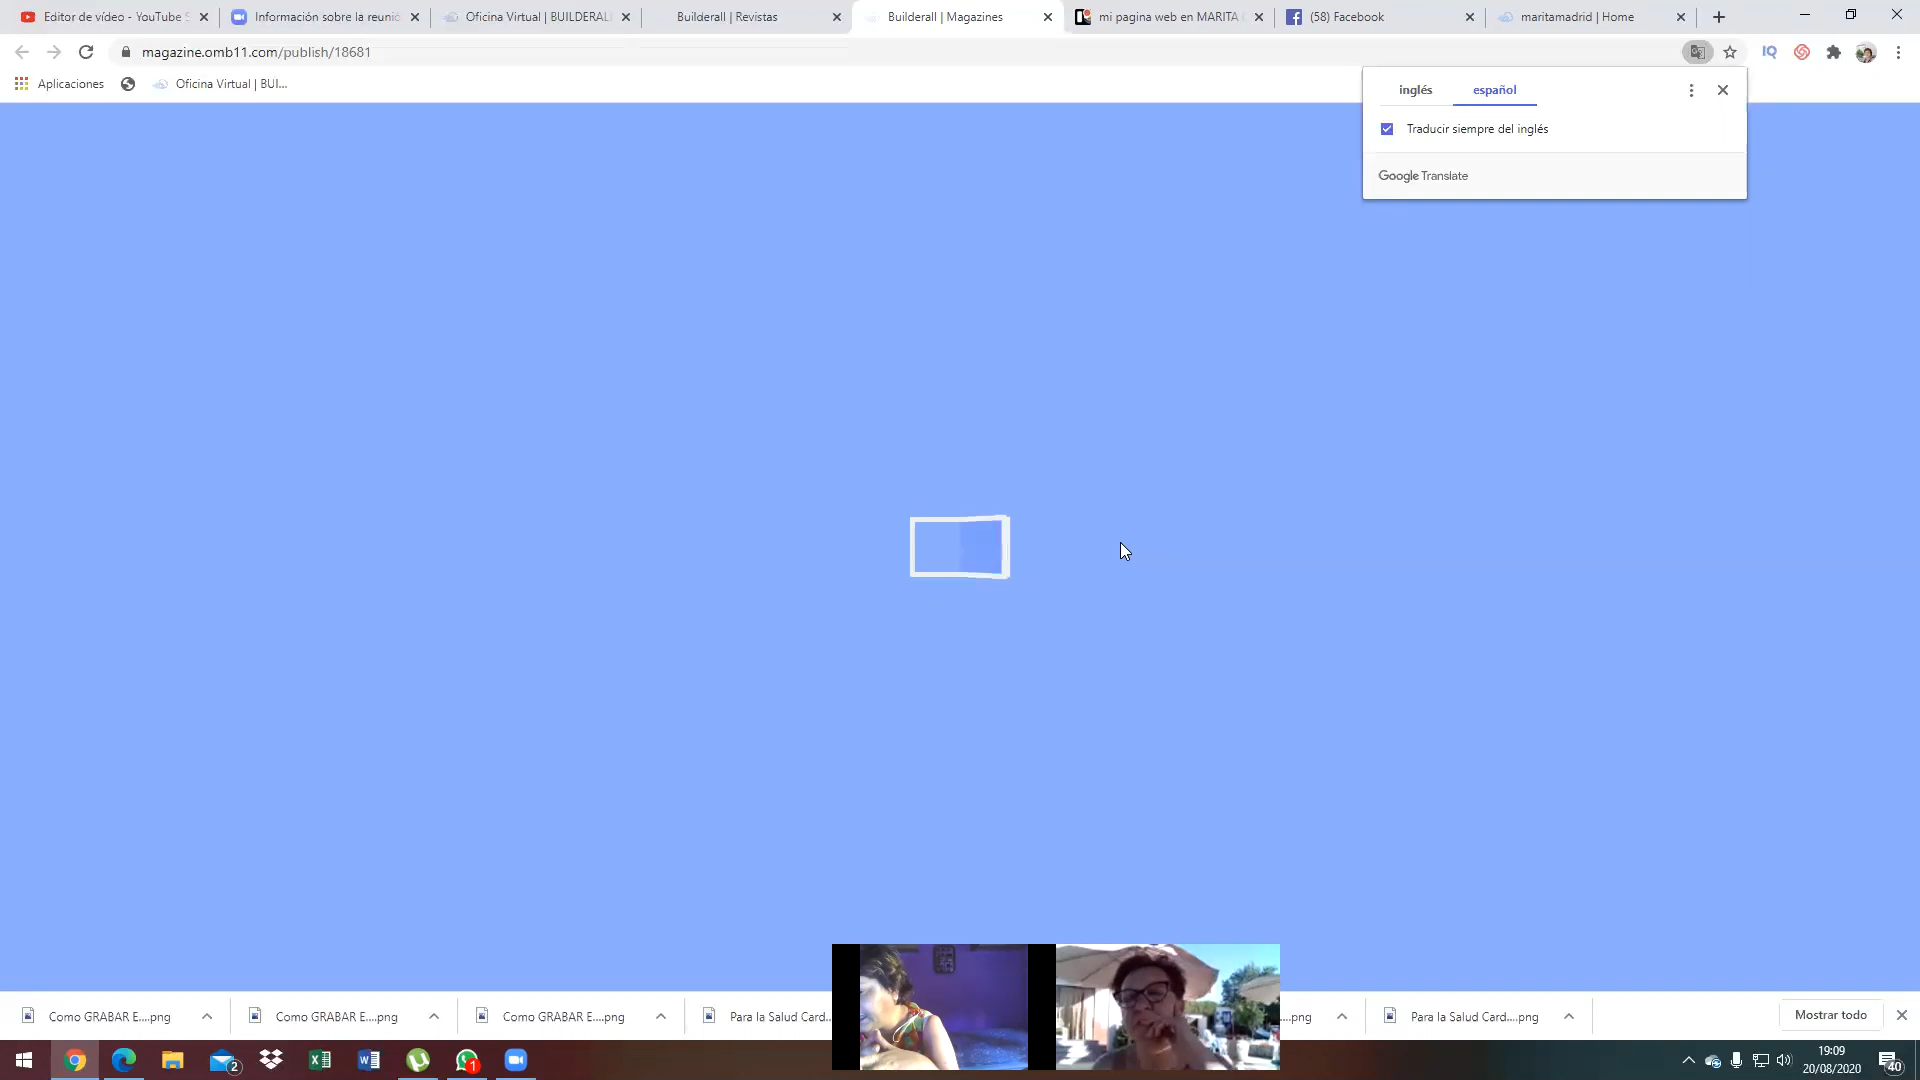 Editor de vídeo - YouTube S
Información sobre la reunió
Oficina Virtual | BUILDERALL
Builderall | Revistas
Builderall | Magazines
mi pagina web en MARITA
(58) Facebook
maritamadrid | Home
magazine.omb11.com/publish/18681
IQ
Aplicaciones
Oficina Virtual | BUI...
inglés
español
Traducir siempre del inglés
Google Translate
Como GRABAR E....png
Como GRABAR E....png
Como GRABAR E....png
Para la Salud Card...
....png
Para la Salud Card....png
Mostrar todo
2
1
19:09
20/08/2020
40